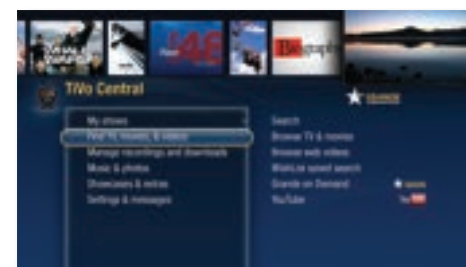 TiVo Central
My shows
Find TV, movies, & videos
Manage recordings and downloads
Music & photos
Showcases & extras
Settings & messages
Search
Browse TV & movies
Browse web videos
WishList saved search
Grande on Demand
YouTube